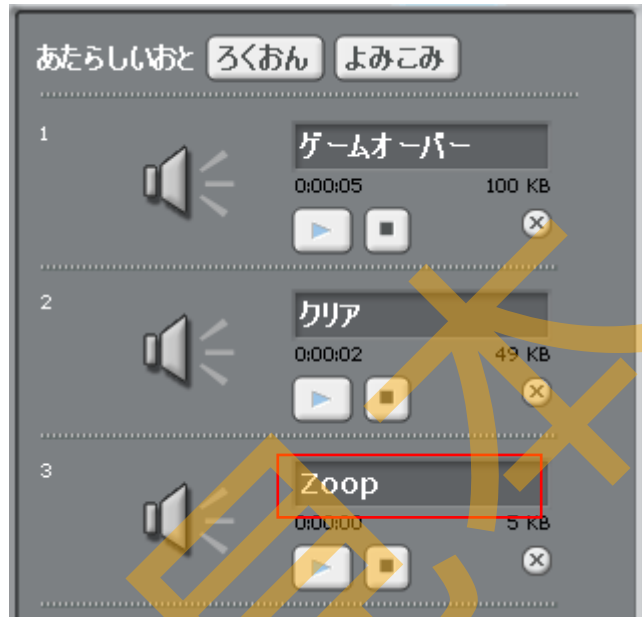 あたらしいおと ろくおん よみこみ
1
ゲームオーバー
0:00:05 100 KB
2
クリア
0:00:02 49 KB
3
Zoop
0:00:00 5 KB